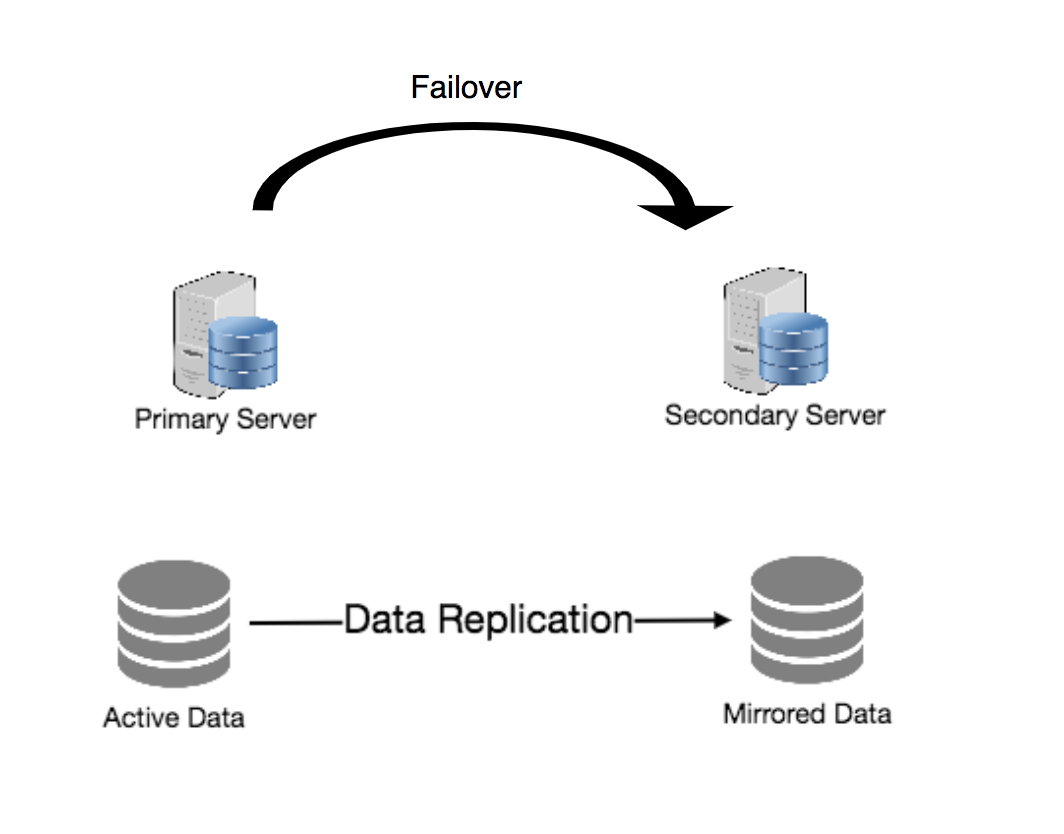 Failover
Primary Server
Secondary Server
Data Replication
Active Data
Mirrored Data